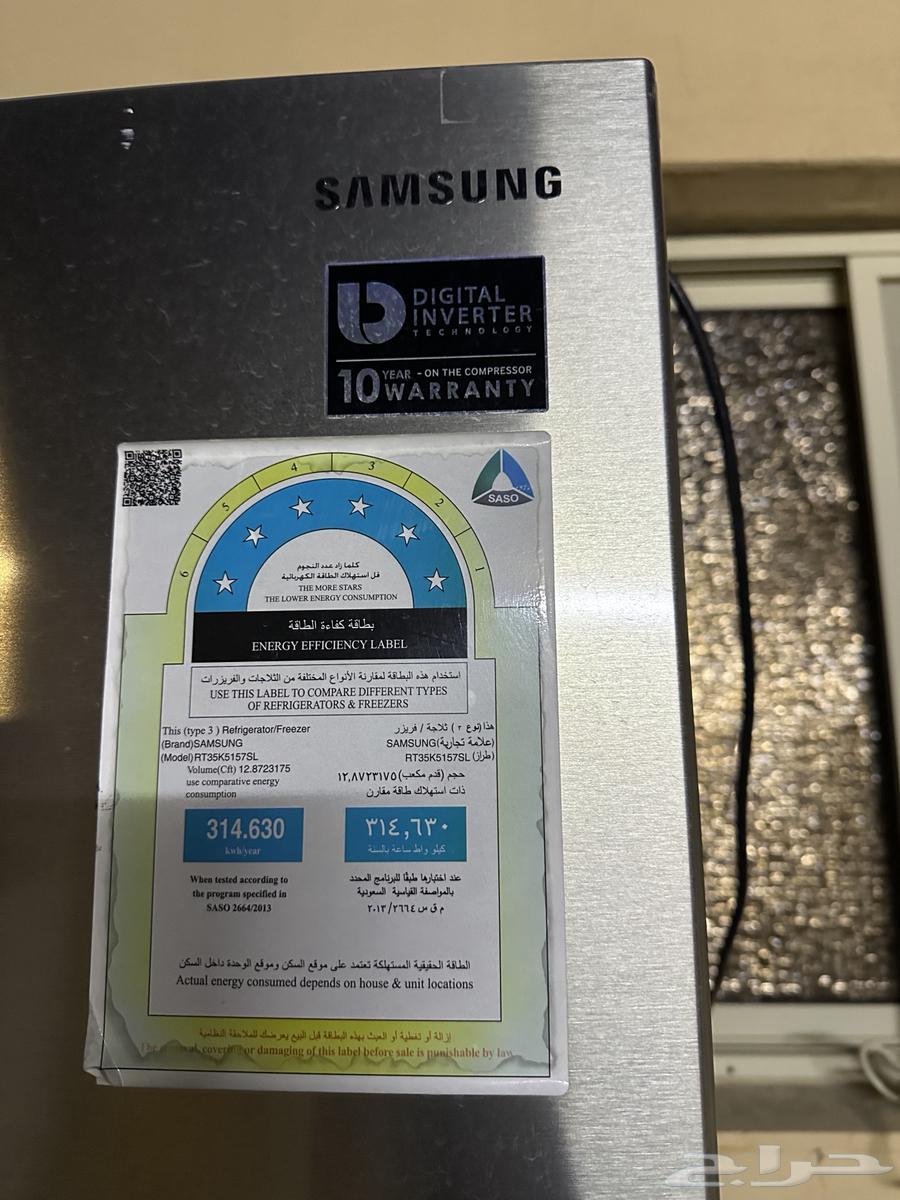 SAMSUNG
DIGITAL
INVERTER
TECHNOLOGY
10 YEAR - ON THE COMPRESSOR
WARRANTY
6 5 4 3 2 1
SASO
كلما زاد عدد النجوم
قل استهلاك الطاقة الكهربائية
THE MORE STARS
THE LOWER ENERGY CONSUMPTION
بطاقة كفاءة الطاقة
ENERGY EFFICIENCY LABEL
استخدام هذه البطاقة لمقارنة الأنواع المختلفة من الثلاجات والفريزرات
USE THIS LABEL TO COMPARE DIFFERENT TYPES
OF REFRIGERATORS & FREEZERS
This (type 3 ) Refrigerator/Freezer
(Brand)SAMSUNG
(Model)RT35K5157SL
Volume(Cft) 12.8723175
use comparative energy
consumption
هذا(نوع ٣) ثلاجة / فريزر
(علامة تجارية)SAMSUNG
(طراز) RT35K5157SL
حجم (قدم مكعب)١٢,٨٧٢٣١٧٥
ذات استهلاك طاقة مقارن
314.630
kwh/year
٣١٤,٦٣٠
كيلو واط ساعة بالسنة
When tested according to
the program specified in
SASO 2664/2013
عند اختبارها طبقًا للبرنامج المحدد
بالمواصفة القياسية السعودية
م ق س ٢٠١٣/٢٦٦٤
الطاقة الحقيقية المستهلكة تعتمد على موقع السكن وموقع الوحدة داخل السكن
Actual energy consumed depends on house & unit locations
إزالة أو تغطية أو العبث بهذه البطاقة قبل البيع يعرضك للملاحقة النظامية
covering or damaging of this label before sale is punishable by law
حراج